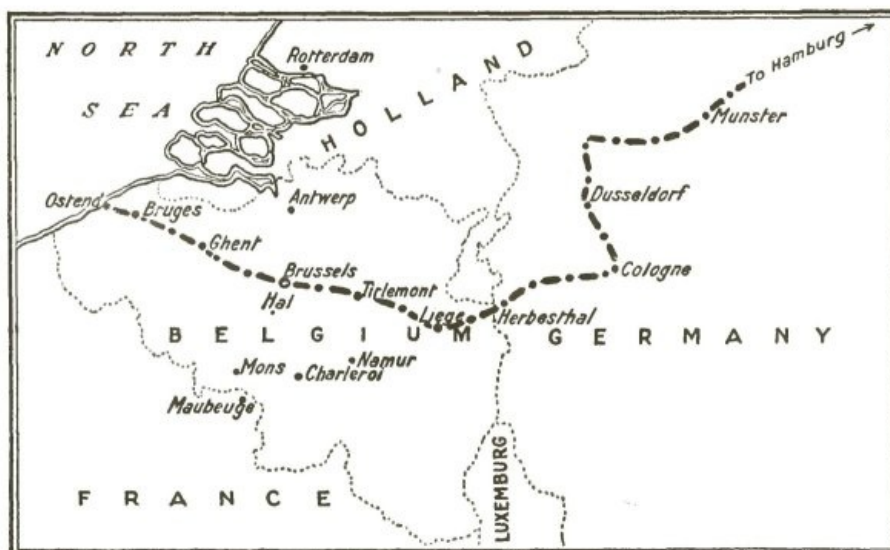 NORTH
SEA
Rotterdam
HOLLAND
To Hamburg
Munster
Ostend
Bruges
Antwerp
Dusseldorf
Ghent
Brussels
Cologne
Hal
Tirlemont
Liege
Herbesthal
BELGIUM
GERMANY
Mons
Namur
Charleroi
Maubeuge
LUXEMBURG
FRANCE